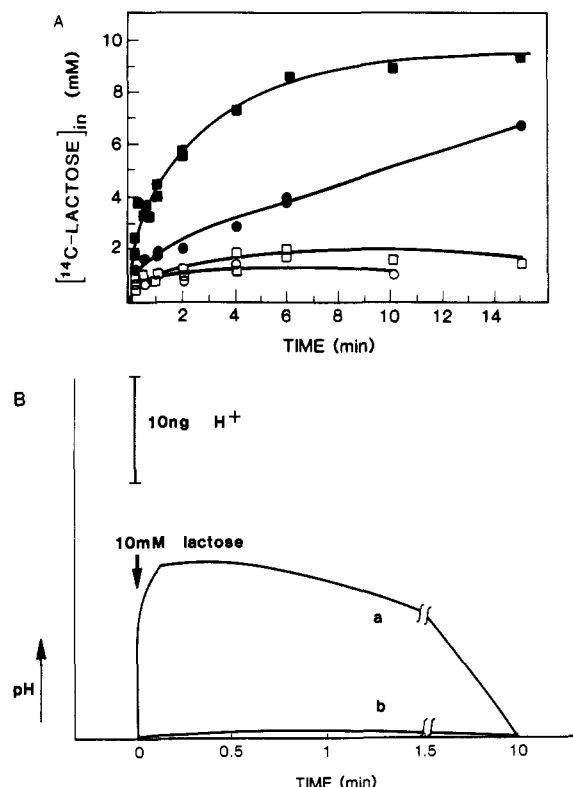 A
[¹⁴C-LACTOSE]in (mM)
10
8
6
4
2
0 2 4 6 8 10 12 14
TIME (min)
B
10ng H+
10mM lactose
a
b
pH
0 0.5 1 1.5 10
TIME (min)